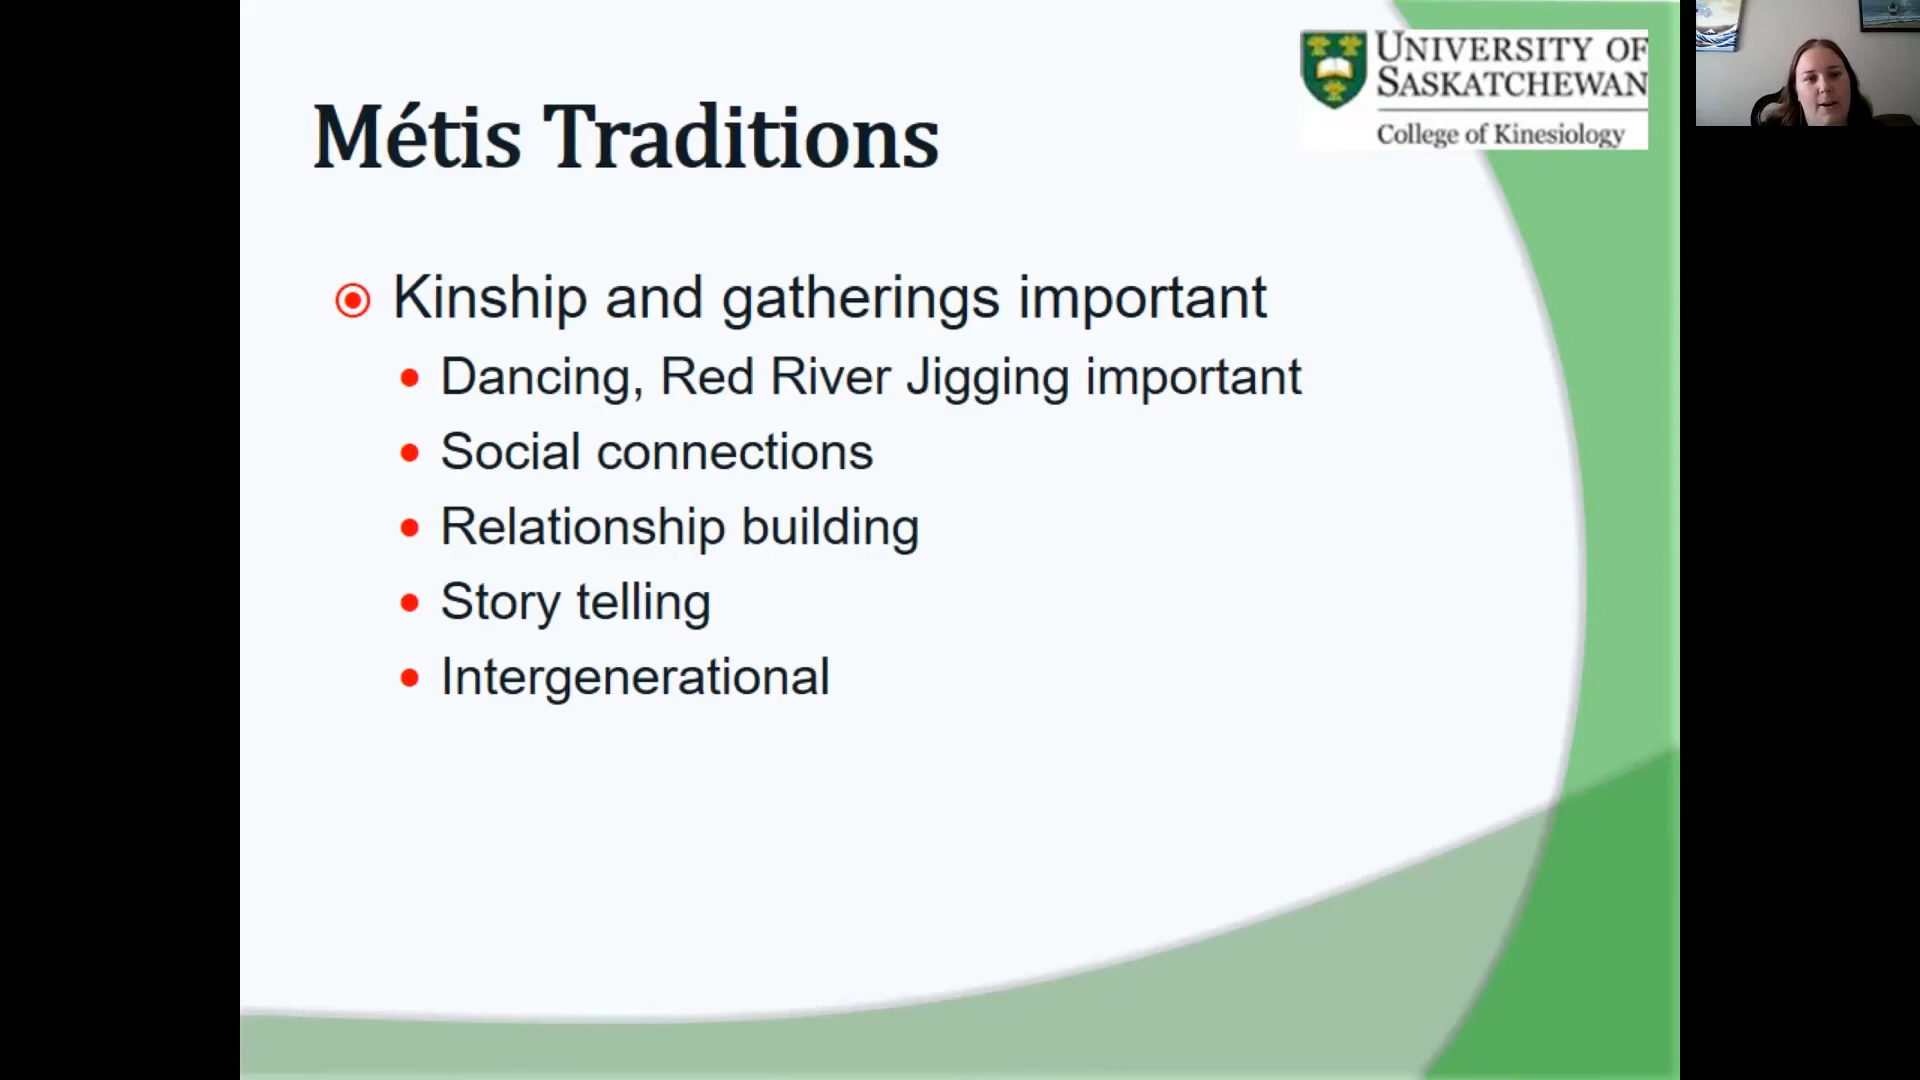 UNIVERSITY OF
SASKATCHEWAN
College of Kinesiology
Métis Traditions
Kinship and gatherings important
Dancing, Red River Jigging important
Social connections
Relationship building
Story telling
Intergenerational